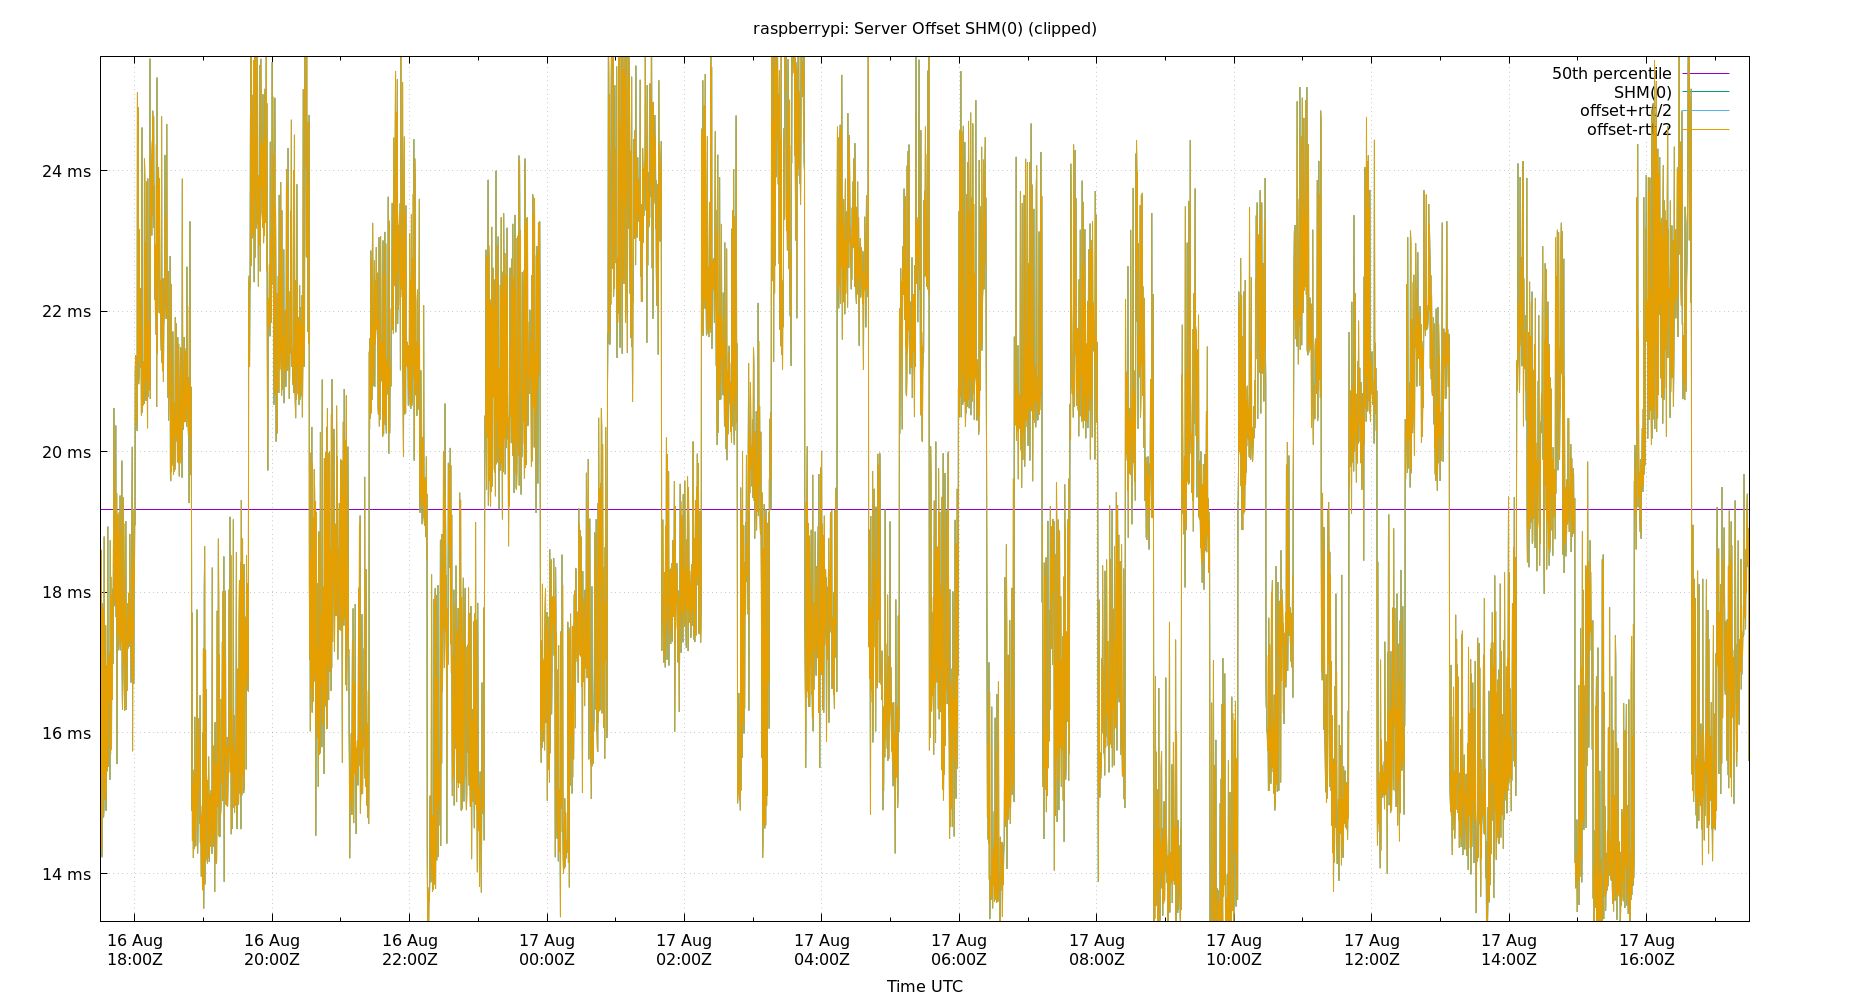 raspberrypi: Server Offset SHM(0) (clipped)
50th percentile
SHM(0)
offset+rtt/2
offset-rtt/2
24 ms
22 ms
20 ms
18 ms
16 ms
14 ms
16 Aug 16 Aug 16 Aug 17 Aug 17 Aug 17 Aug 17 Aug 17 Aug 17 Aug 17 Aug 17 Aug 17 Aug
18:00Z 20:00Z 22:00Z 00:00Z 02:00Z 04:00Z 06:00Z 08:00Z 10:00Z 12:00Z 14:00Z 16:00Z
Time UTC